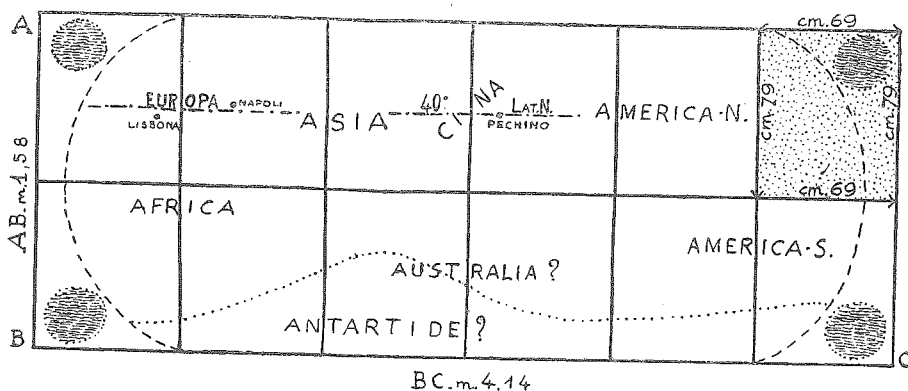 A
cm.69
EUROPA NAPOLI
40°
CINA
LAT.N.
LISBONA
ASIA
PECHINO
AMERICA-N.
cm.79
cm.79
cm.69
AB.m.1,58
AFRICA
AMERICA-S.
AUSTRALIA?
ANTARTIDE?
B
C
BC.m.4,14